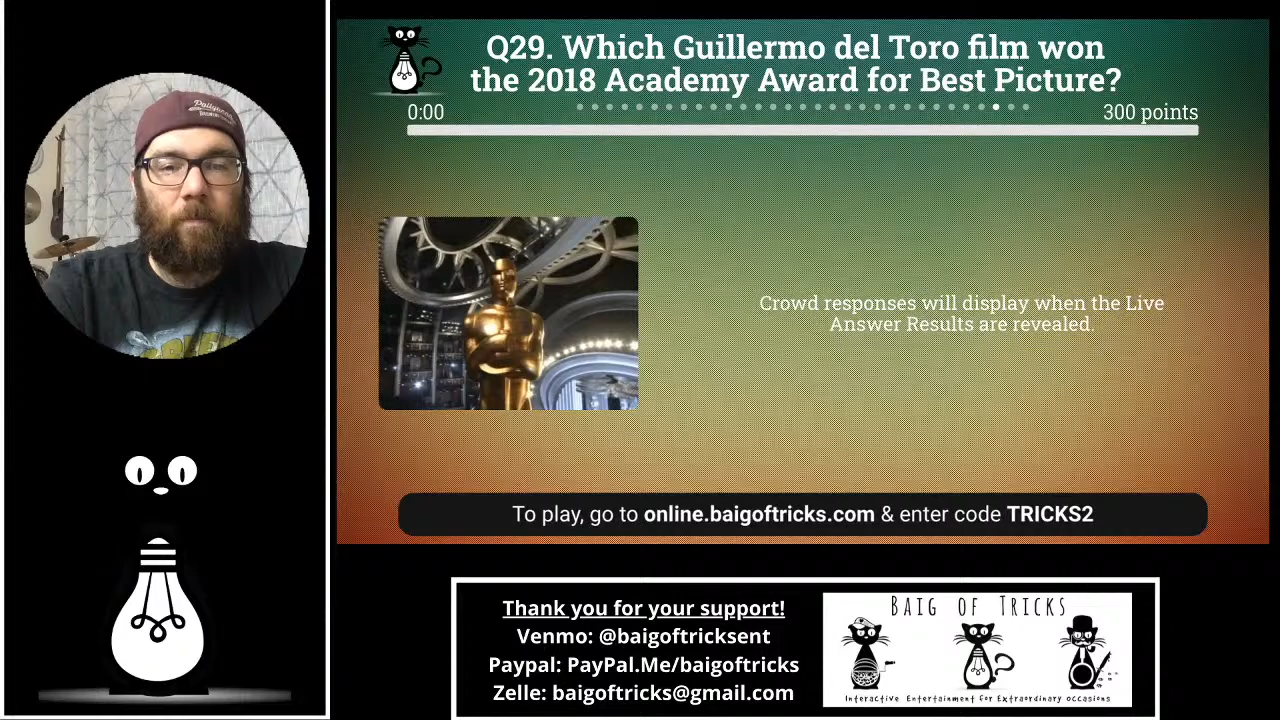 Q29. Which Guillermo del Toro film won
the 2018 Academy Award for Best Picture?
0:00
300 points
Crowd responses will display when the Live
Answer Results are revealed.
To play, go to online.baigoftricks.com & enter code TRICKS2
Thank you for your support!
Venmo: @baigoftricksent
Paypal: PayPal.Me/baigoftricks
Zelle: baigoftricks@gmail.com
BAIG OF TRICKS
Interactive Entertainment for Extraordinary occasions